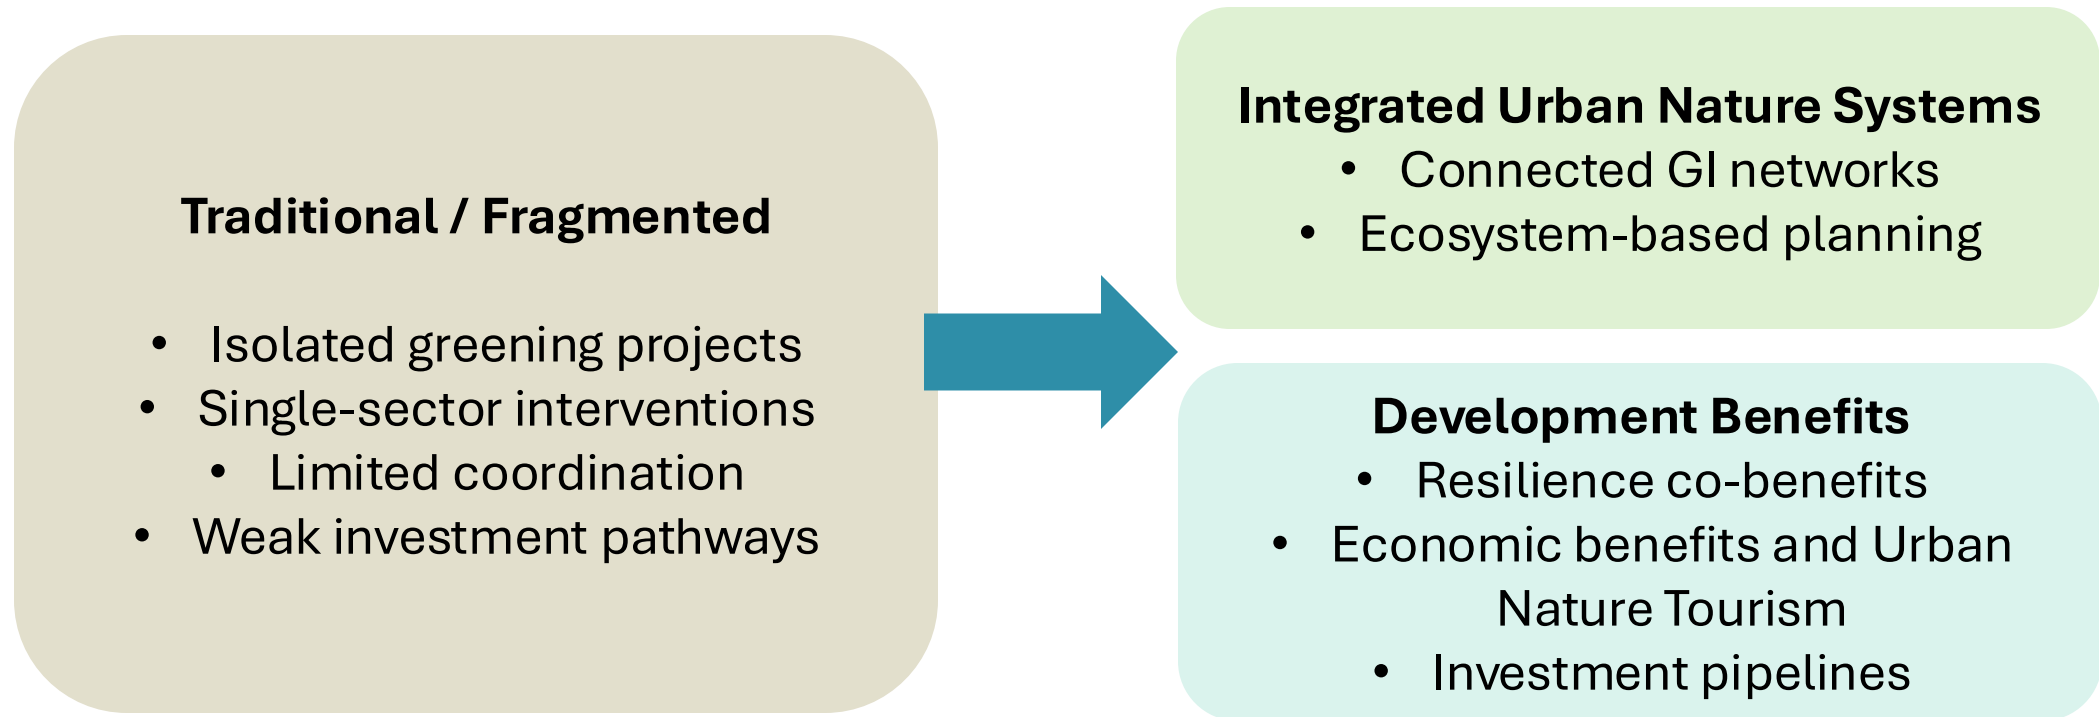 Traditional / Fragmented
• Isolated greening projects
• Single-sector interventions
• Limited coordination
• Weak investment pathways
Integrated Urban Nature Systems
• Connected GI networks
• Ecosystem-based planning
Development Benefits
• Resilience co-benefits
• Economic benefits and Urban
Nature Tourism
• Investment pipelines